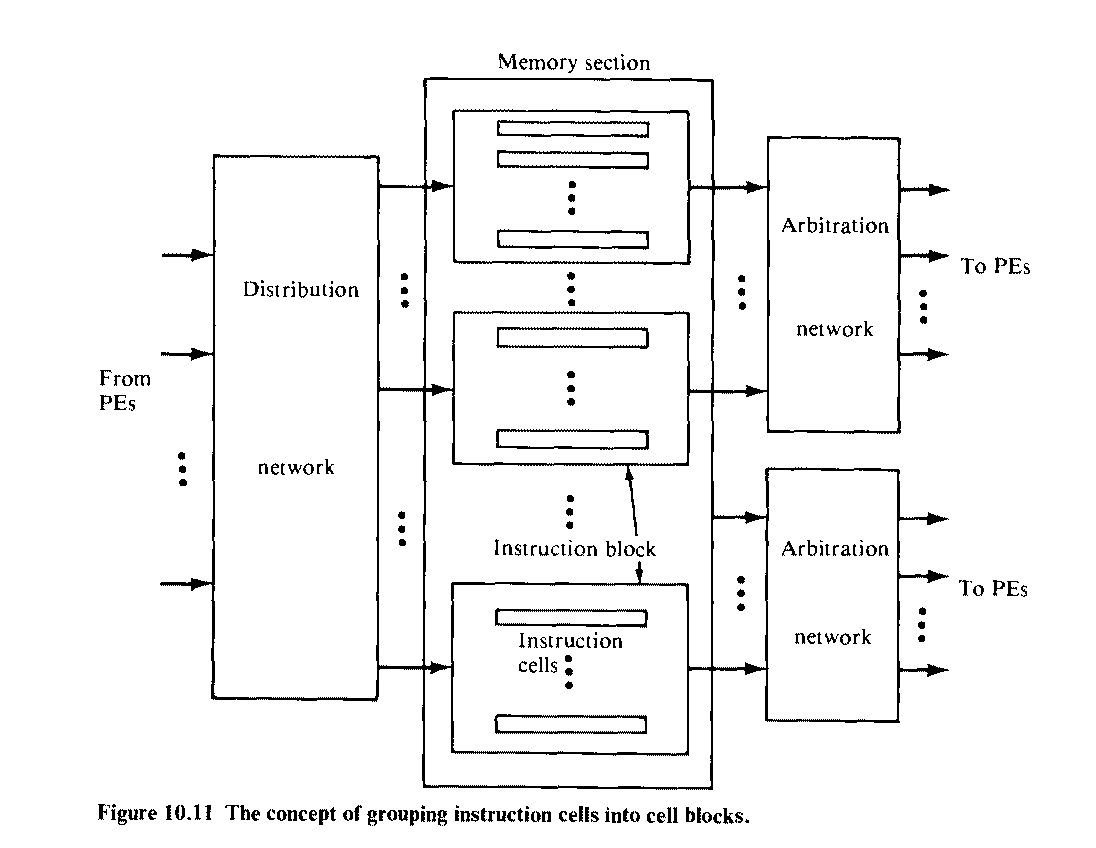 Memory section
Distribution
network
From
PEs
Arbitration
network
To PEs
Instruction block
Arbitration
network
To PEs
Instruction
cells
Figure 10.11 The concept of grouping instruction cells into cell blocks.